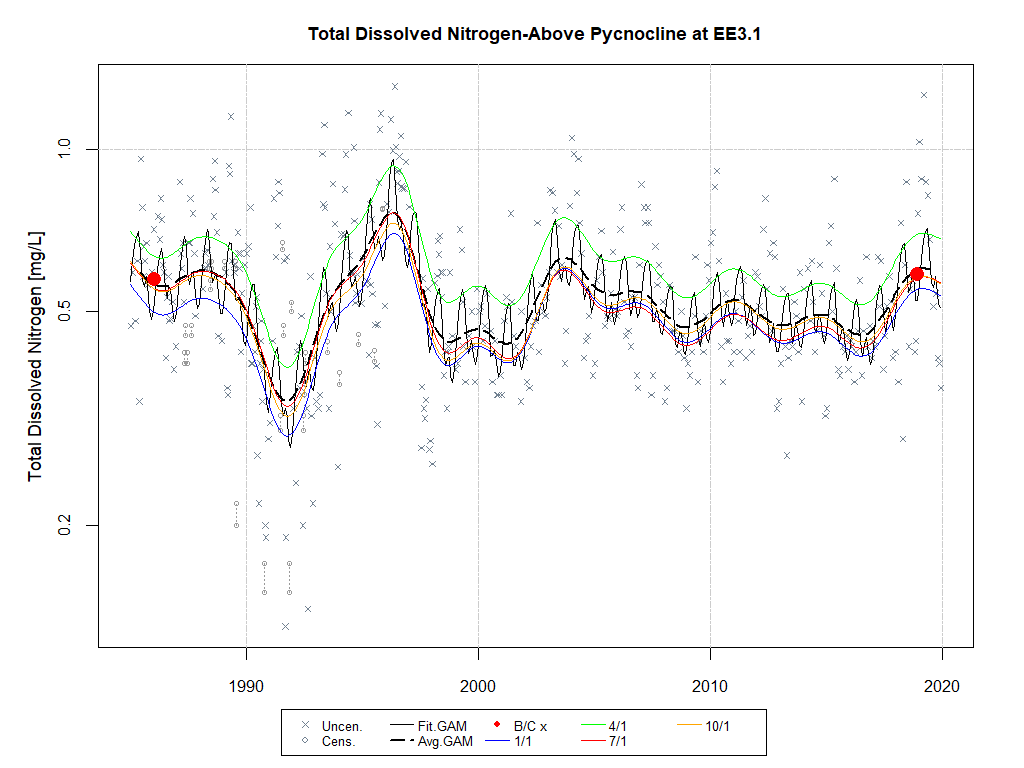 Total Dissolved Nitrogen-Above Pycnocline at EE3.1
Total Dissolved Nitrogen [mg/L]
1.0
0.5
0.2
1990 2000 2010 2020
Uncen. Fit.GAM B/C x 4/1 10/1
Cens. Avg.GAM 1/1 7/1